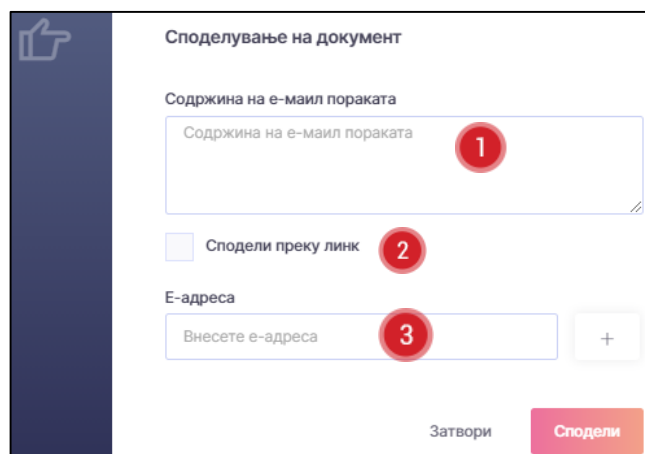 Споделување на документ
Содржина на е-маил пораката
Содржина на е-маил пораката
1
Сподели преку линк
2
Е-адреса
Внесете е-адреса
3
+
Затвори
Сподели